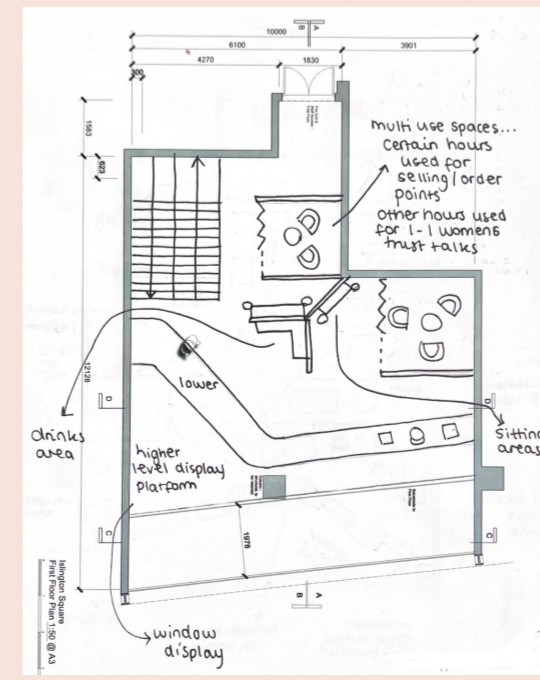 A
B
10000
6100
3901
4270
1830
300
1583
623
multi use spaces...
certain hours
used for
selling/order
points
other hours used
for 1-1 womens
trust talks
12128
lower
D
D
drinks
area
sitting
areas
higher
level display
platform
1978
C
C
B
A
window
display
Islington Square
First Floor Plan 1:50 @ A3